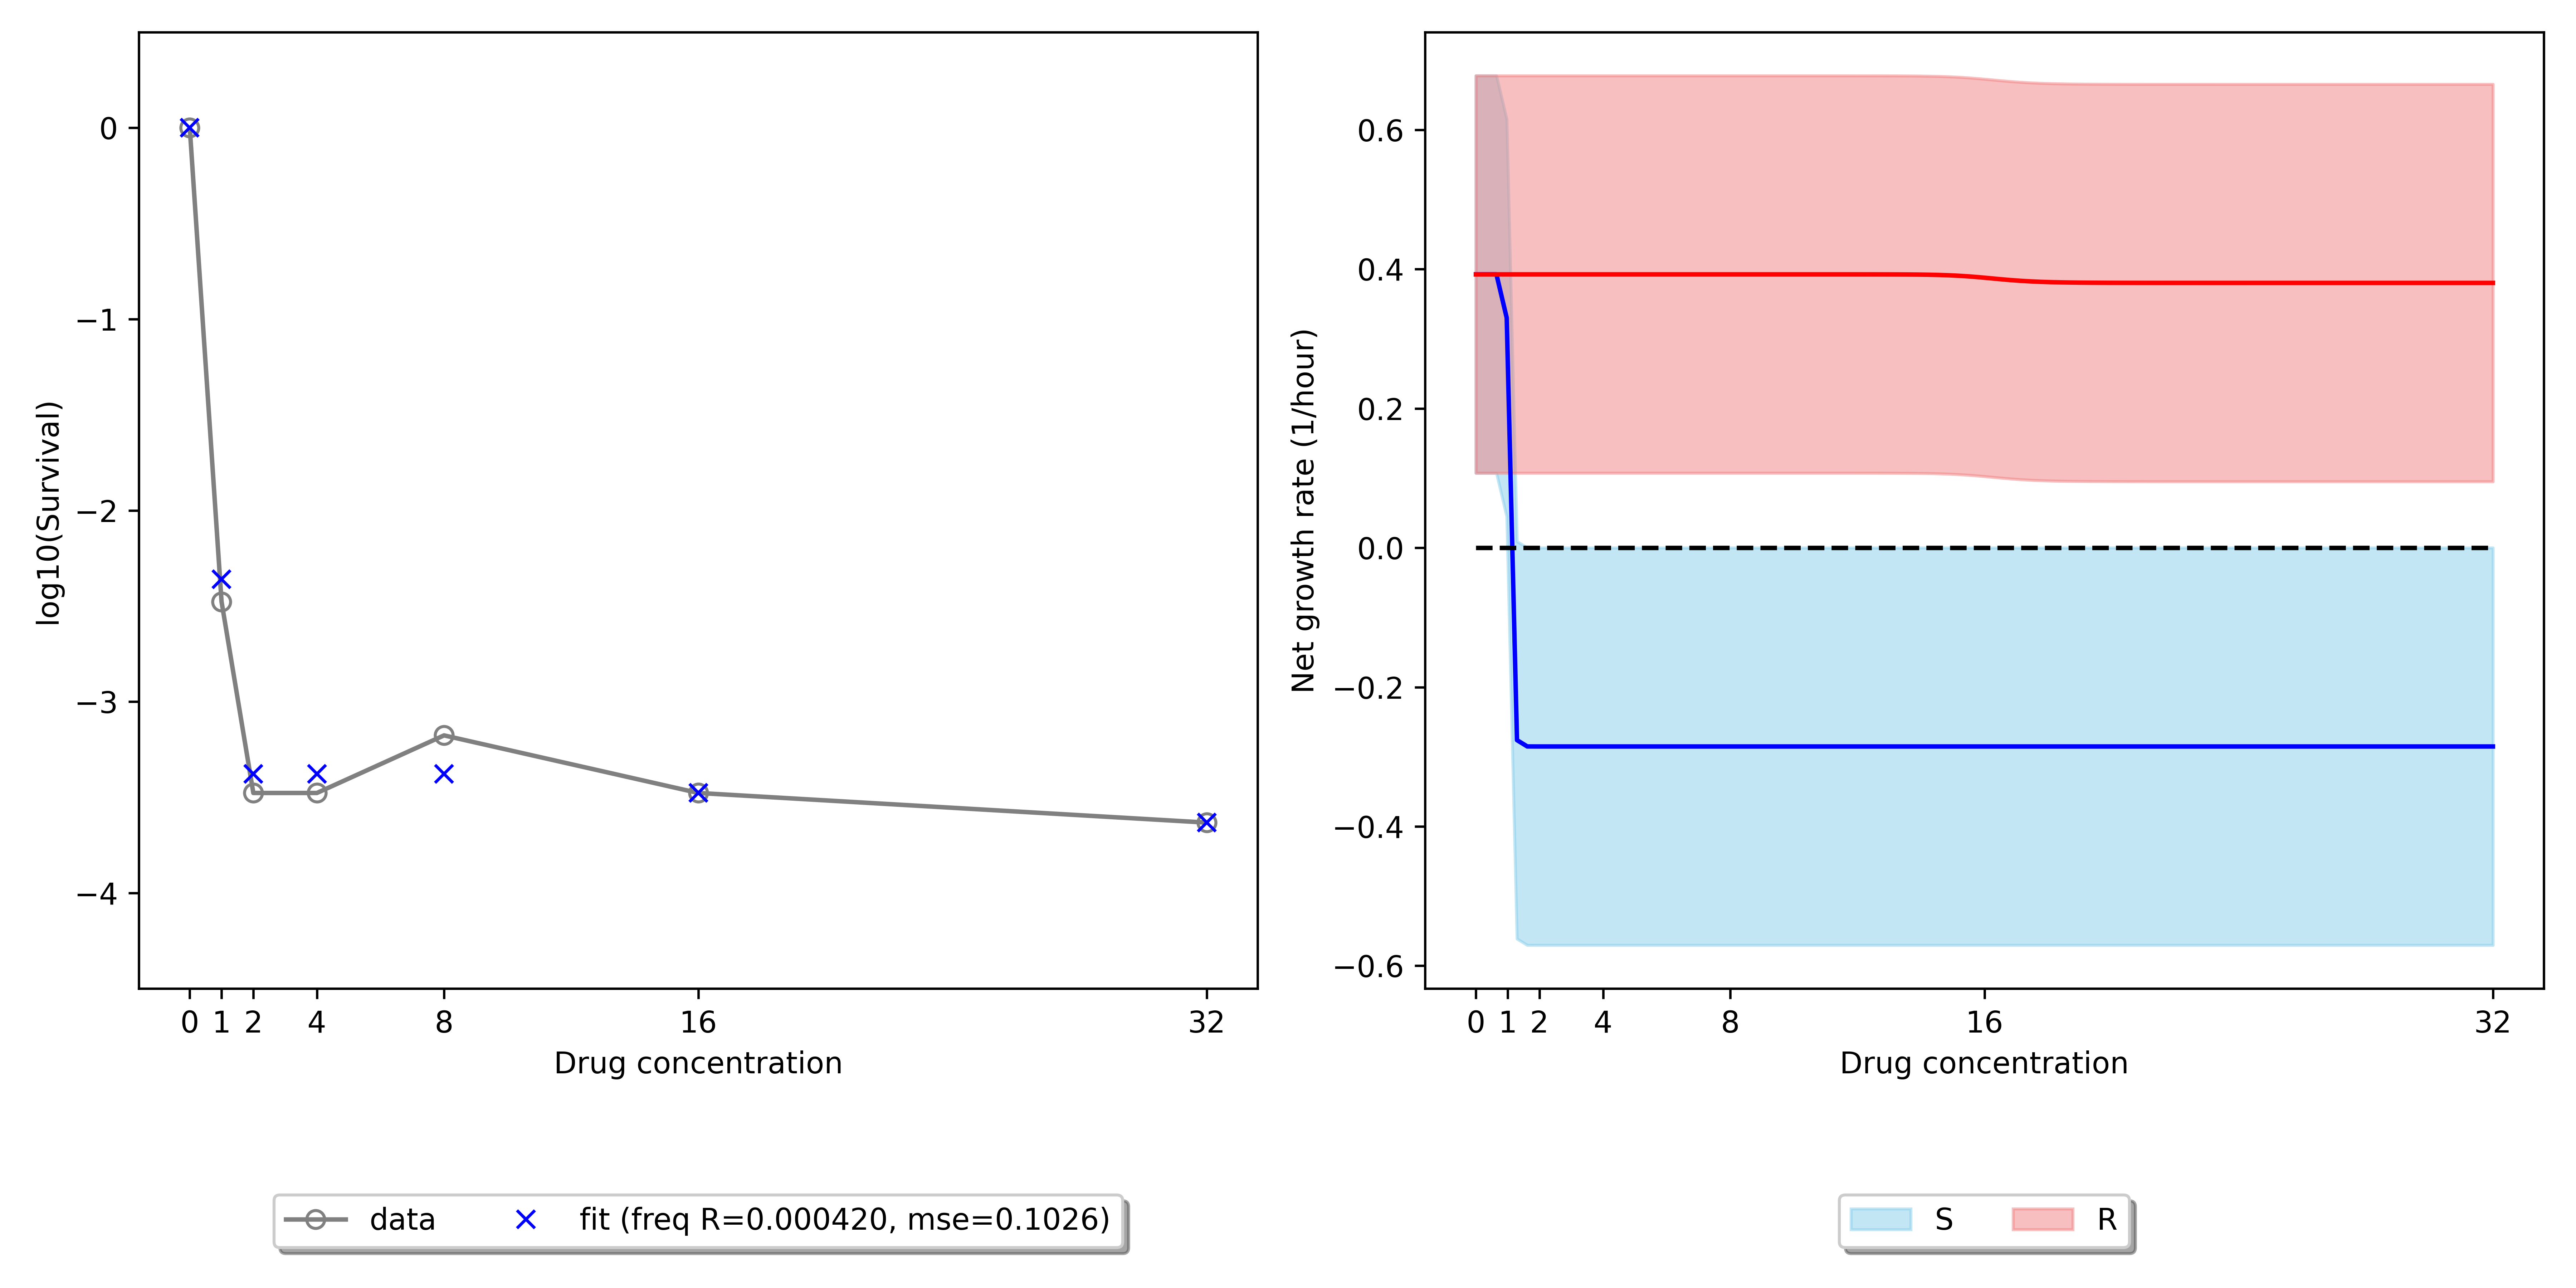 log10(Survival)
0
−1
−2
−3
−4
0 1 2 4 8 16 32
Drug concentration
data fit (freq R=0.000420, mse=0.1026)
Net growth rate (1/hour)
0.6
0.4
0.2
0.0
−0.2
−0.4
−0.6
0 1 2 4 8 16 32
Drug concentration
S R